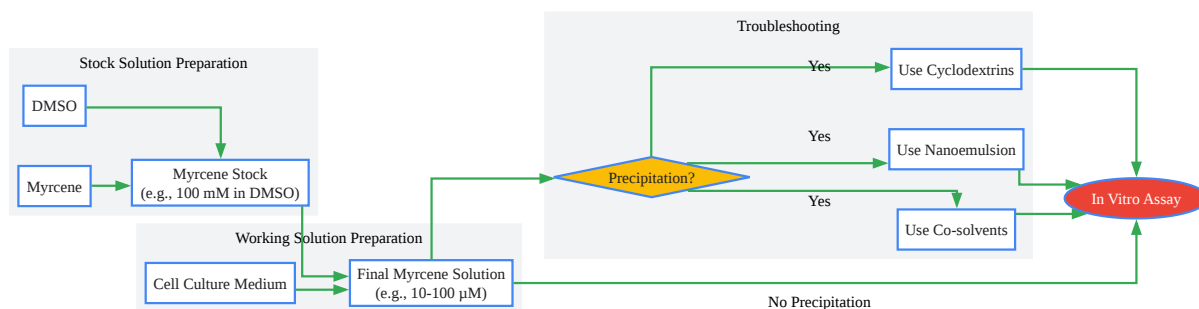 Troubleshooting
Stock Solution Preparation
Yes
Use Cyclodextrins
DMSO
Yes
Use Nanoemulsion
Myrcene
Myrcene Stock
(e.g., 100 mM in DMSO)
Precipitation?
Yes
In Vitro Assay
Use Co-solvents
Working Solution Preparation
Cell Culture Medium
Final Myrcene Solution
(e.g., 10-100 µM)
No Precipitation